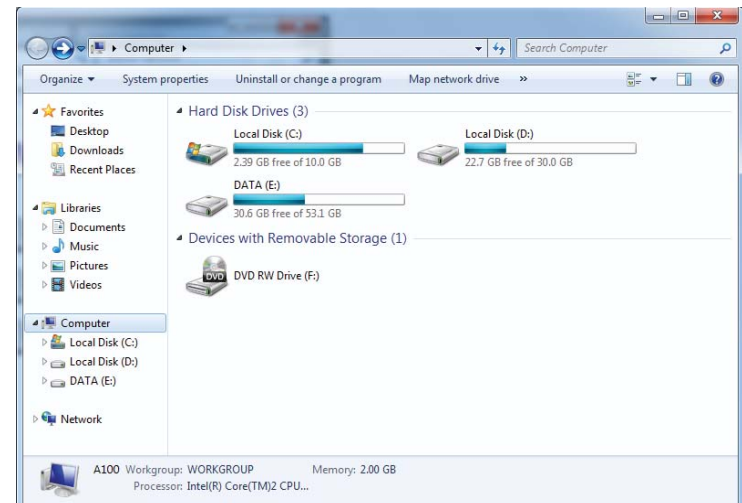 Computer
Search Computer
Organize System properties Uninstall or change a program Map network drive »
Favorites
Desktop
Downloads
Recent Places
Libraries
Documents
Music
Pictures
Videos
Computer
Local Disk (C:)
Local Disk (D:)
DATA (E:)
Network
Hard Disk Drives (3)
Local Disk (C:)
2.39 GB free of 10.0 GB
Local Disk (D:)
22.7 GB free of 30.0 GB
DATA (E:)
30.6 GB free of 53.1 GB
Devices with Removable Storage (1)
DVD
DVD RW Drive (F:)
A100 Workgroup: WORKGROUP Memory: 2.00 GB
Processor: Intel(R) Core(TM)2 CPU...